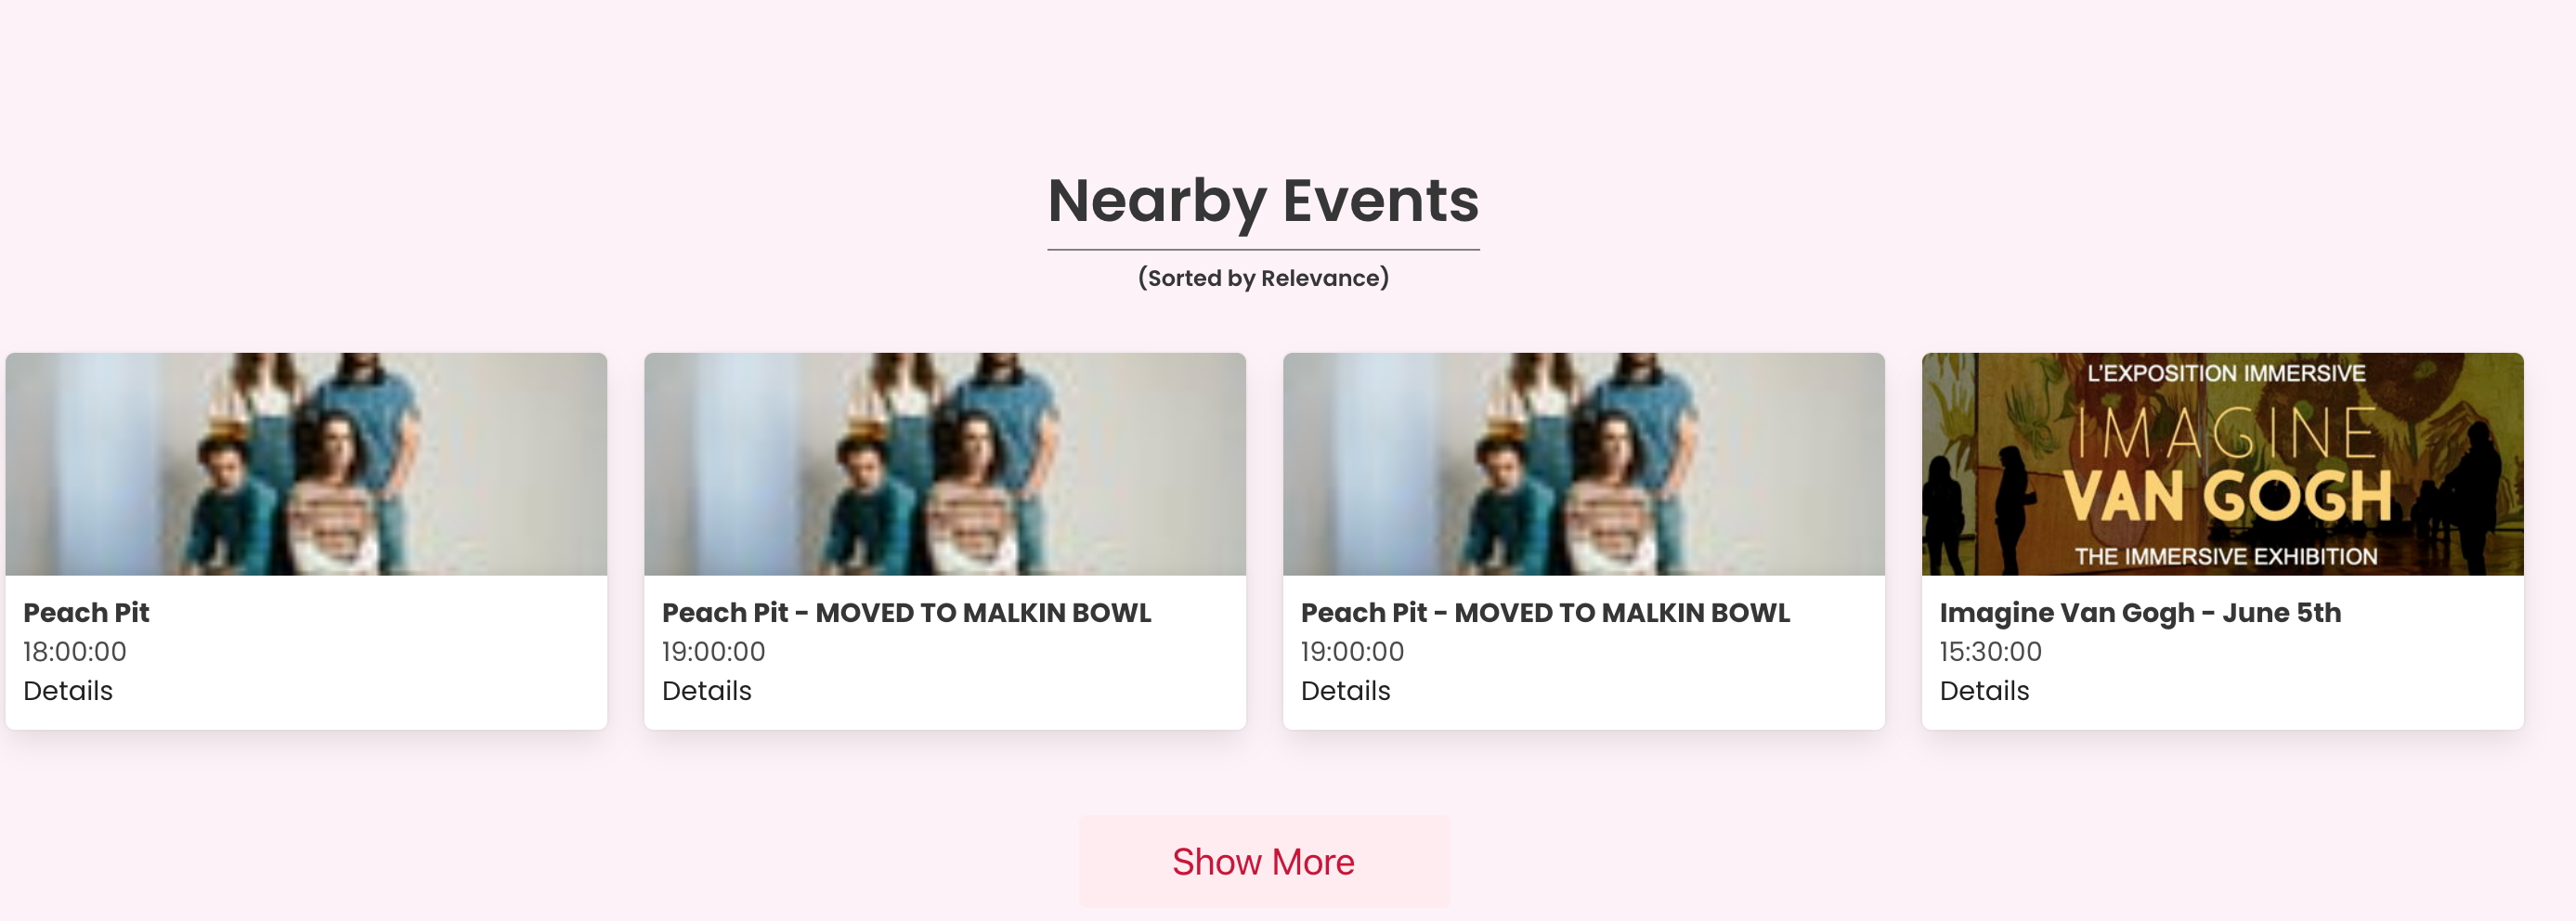 Nearby Events
(Sorted by Relevance)
L'EXPOSITION IMMERSIVE
IMAGINE
VAN GOGH
THE IMMERSIVE EXHIBITION
Peach Pit
18:00:00
Details
Peach Pit - MOVED TO MALKIN BOWL
19:00:00
Details
Peach Pit - MOVED TO MALKIN BOWL
19:00:00
Details
Imagine Van Gogh - June 5th
15:30:00
Details
Show More